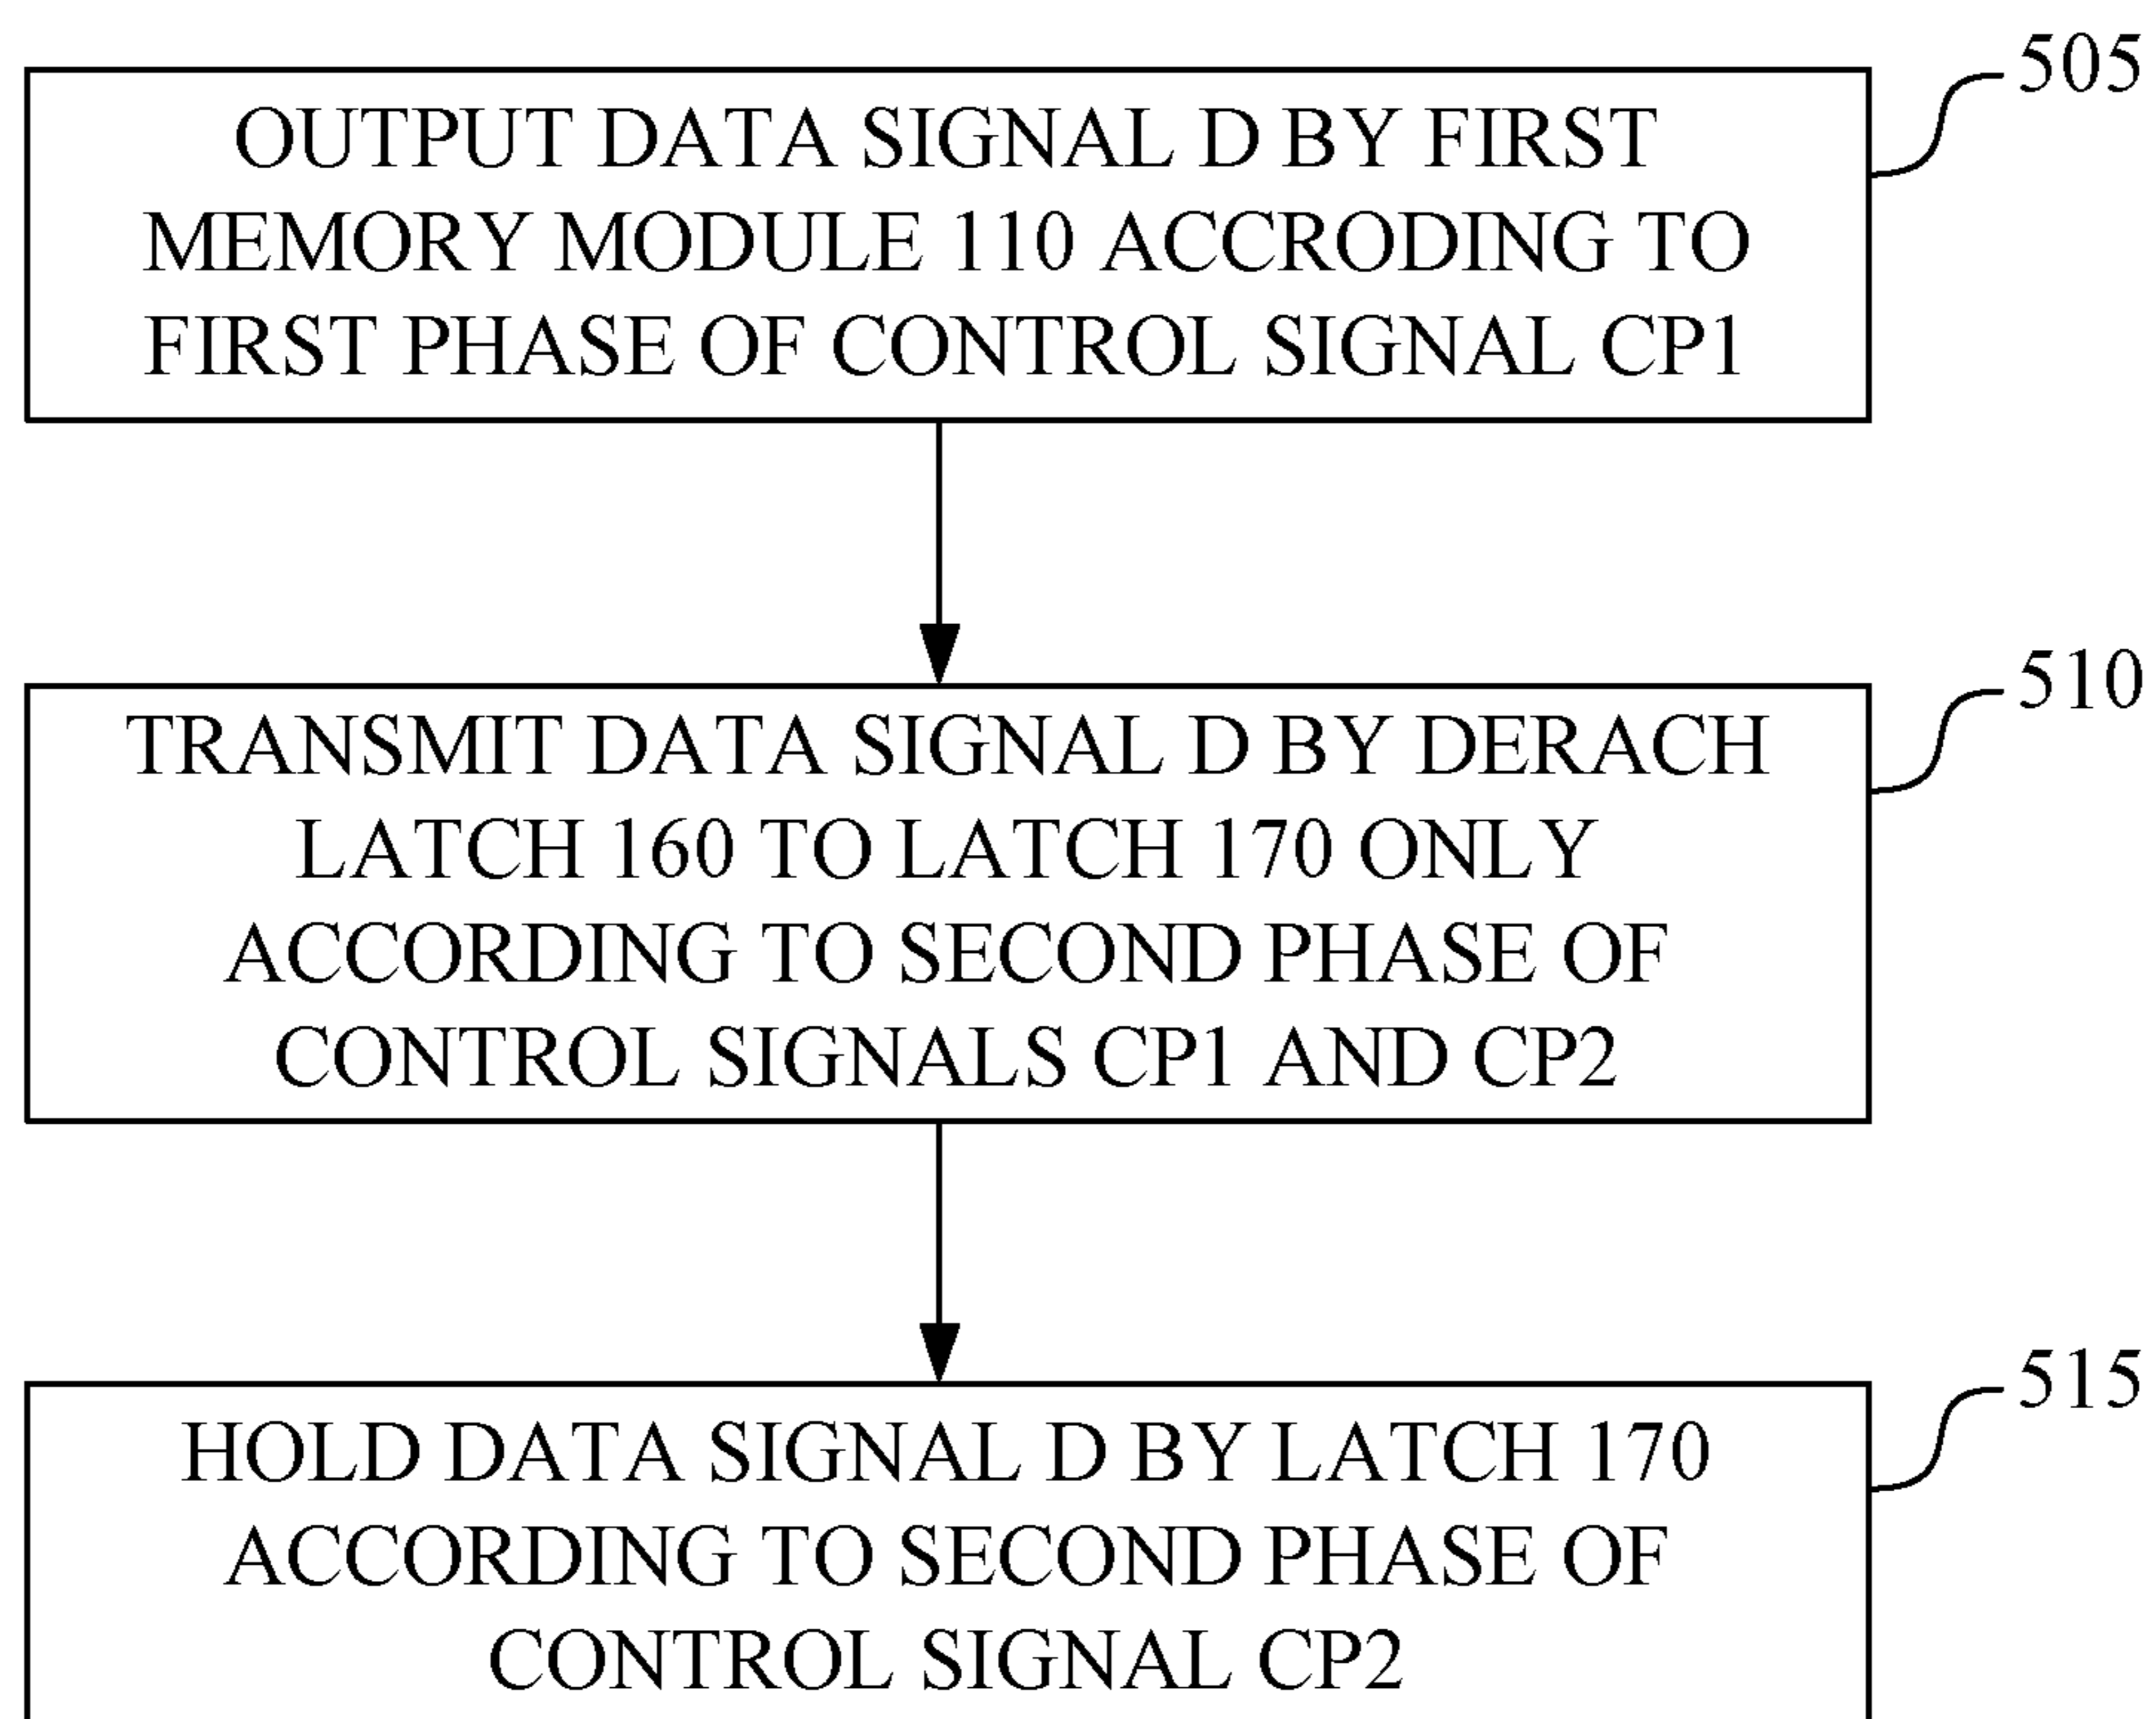 505
OUTPUT DATA SIGNAL D BY FIRST
MEMORY MODULE 110 ACCRODING TO
FIRST PHASE OF CONTROL SIGNAL CP1
510
TRANSMIT DATA SIGNAL D BY DERACH
LATCH 160 TO LATCH 170 ONLY
ACCORDING TO SECOND PHASE OF
CONTROL SIGNALS CP1 AND CP2
515
HOLD DATA SIGNAL D BY LATCH 170
ACCORDING TO SECOND PHASE OF
CONTROL SIGNAL CP2